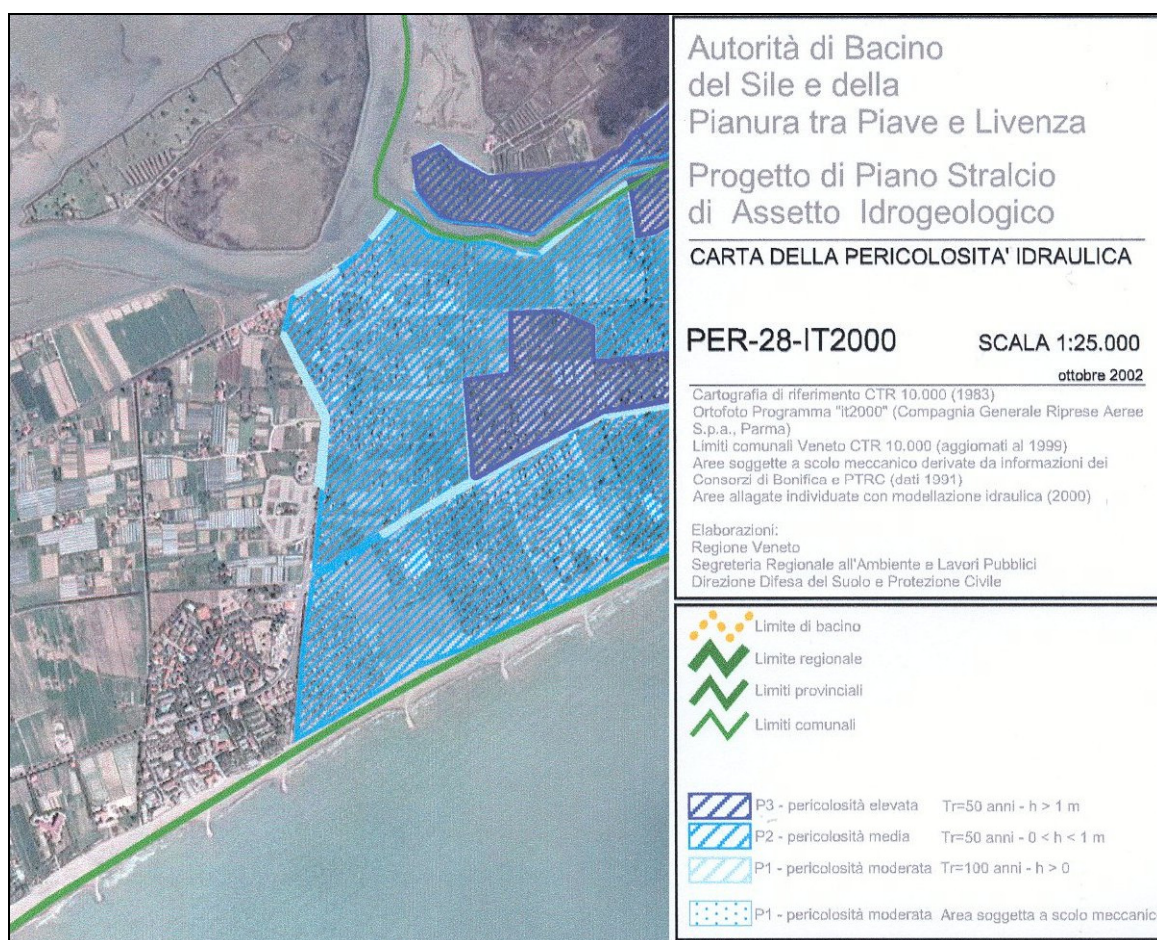 Autorità di Bacino
del Sile e della
Pianura tra Piave e Livenza
Progetto di Piano Stralcio
di Assetto Idrogeologico
CARTA DELLA PERICOLOSITA' IDRAULICA
PER-28-IT2000 SCALA 1:25.000
ottobre 2002
Cartografia di riferimento CTR 10.000 (1983)
Ortofoto Programma "it2000" (Compagnia Generale Riprese Aeree
S.p.a., Parma)
Limiti comunali Veneto CTR 10.000 (aggiornati al 1999)
Aree soggette a scolo meccanico derivate da informazioni dei
Consorzi di Bonifica e PTRC (dati 1991)
Aree allagate individuate con modellazione idraulica (2000)
Elaborazioni:
Regione Veneto
Segreteria Regionale all'Ambiente e Lavori Pubblici
Direzione Difesa del Suolo e Protezione Civile
Limite di bacino
Limite regionale
Limiti provinciali
Limiti comunali
P3 - pericolosità elevata Tr=50 anni - h > 1 m
P2 - pericolosità media Tr=50 anni - 0 < h < 1 m
P1 - pericolosità moderata Tr=100 anni - h > 0
P1 - pericolosità moderata Area soggetta a scolo meccanico